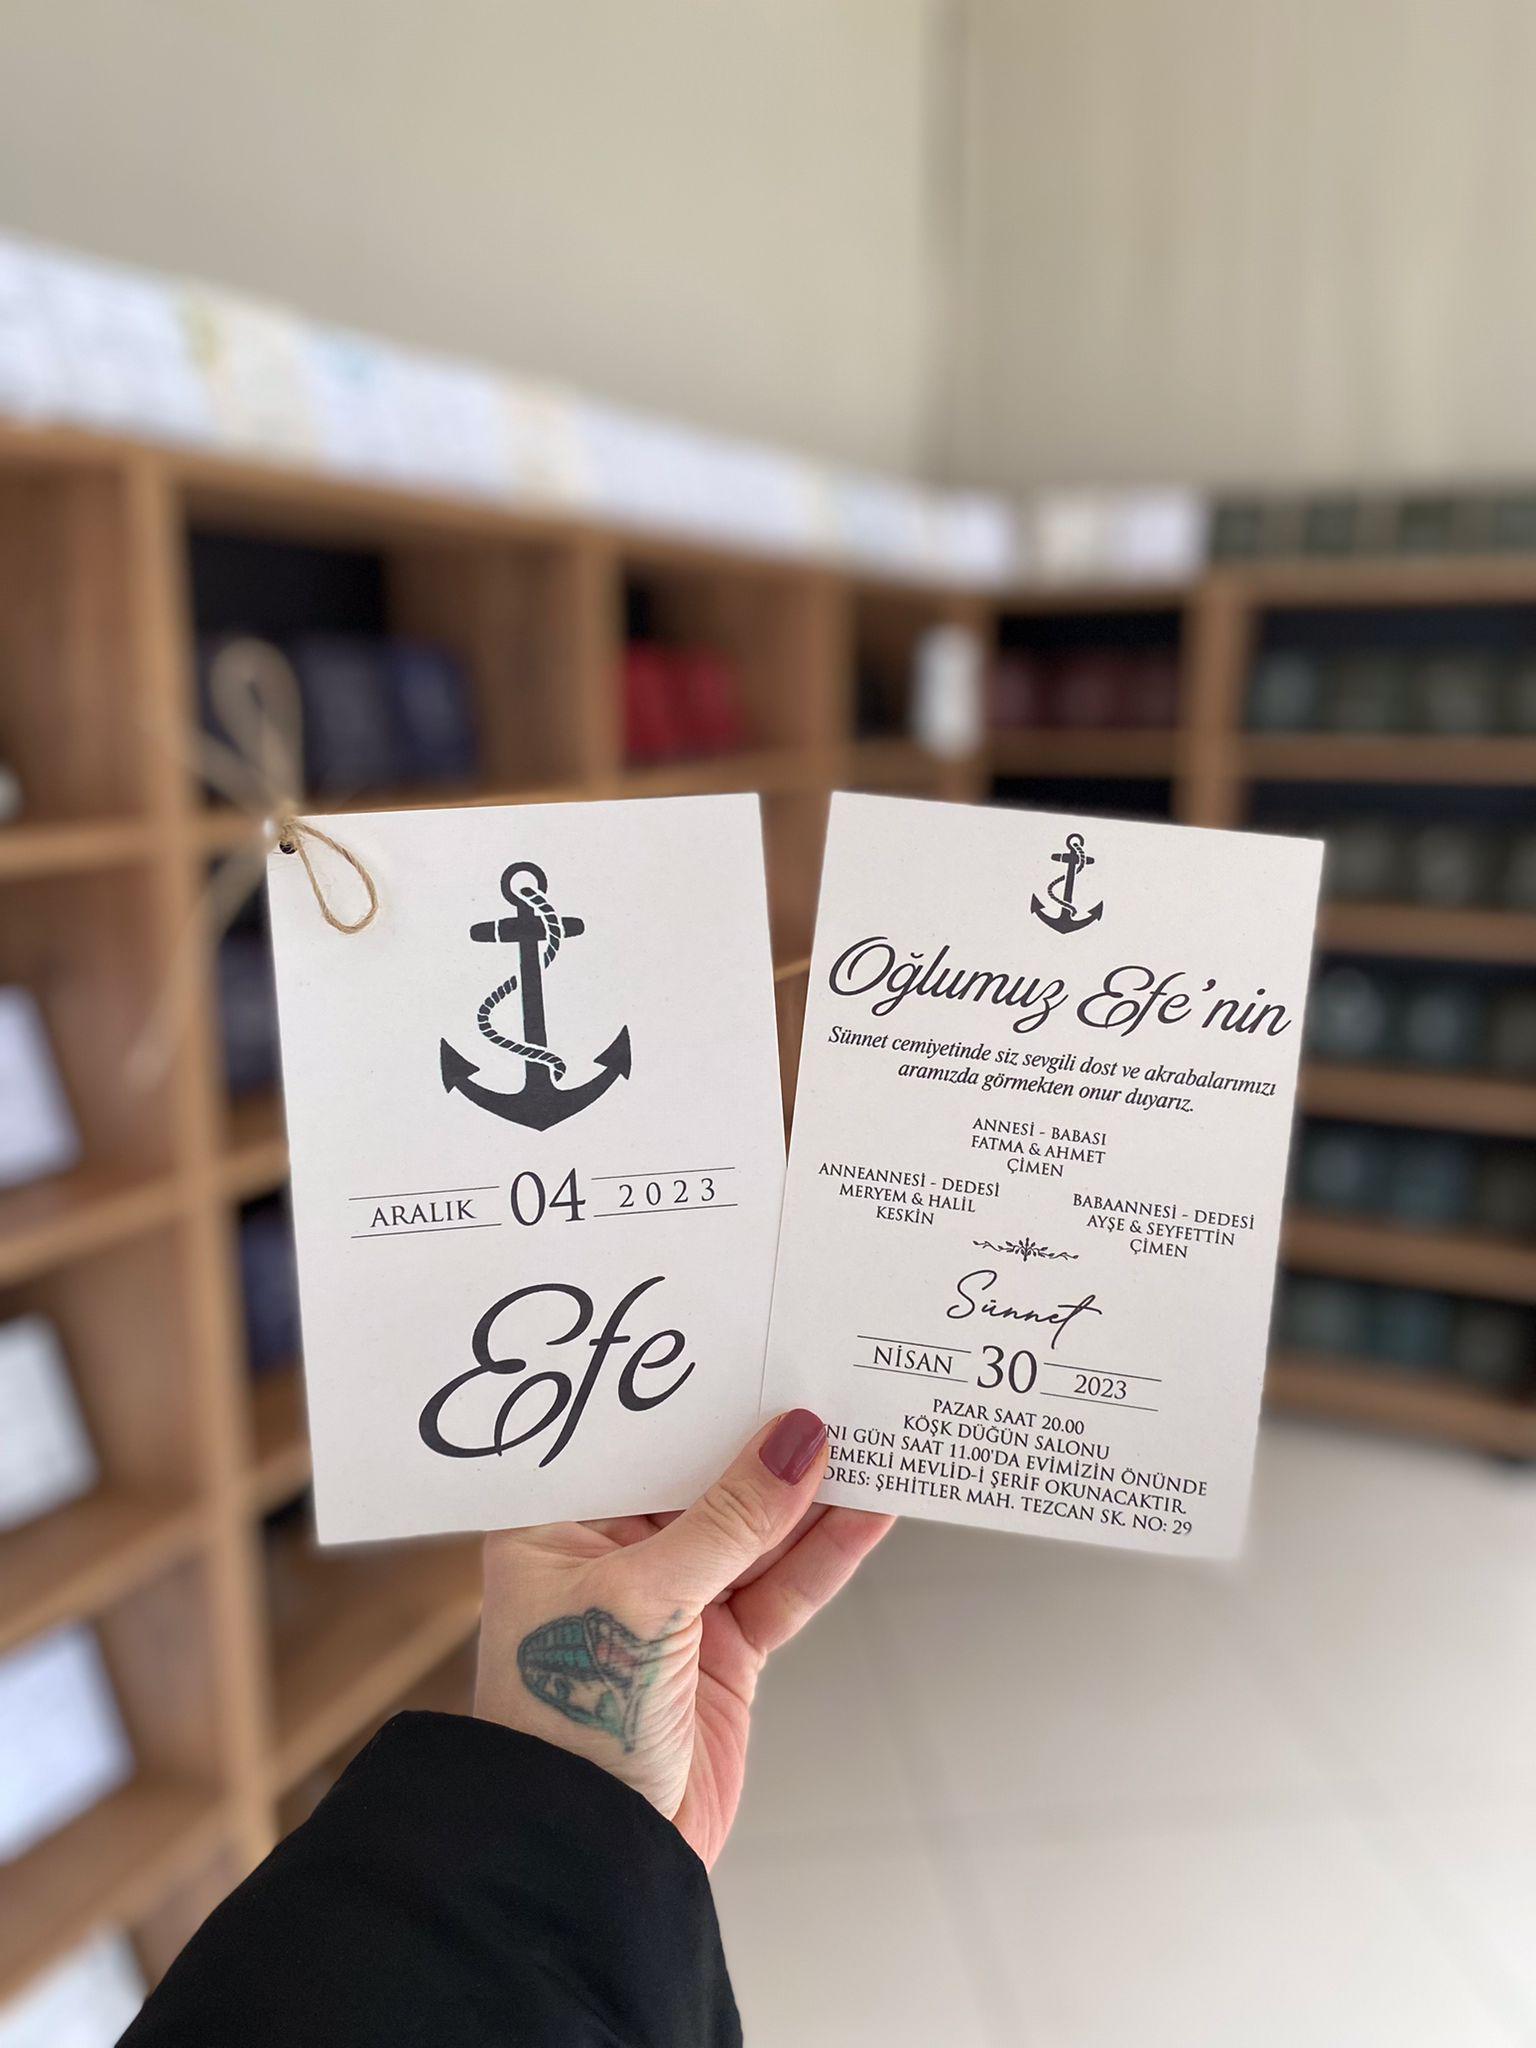 ARALIK 04 2023
Efe
Oğlumuz Efe'nin
Sünnet cemiyetinde siz sevgili dost ve akrabalarımızı
aramızda görmekten onur duyarız.
ANNESİ - BABASI
FATMA & AHMET
ÇİMEN
ANNEANNESİ - DEDESİ
MERYEM & HALİL
KESKİN
BABAANNESİ - DEDESİ
AYŞE & SEYFETTİN
ÇİMEN
Sünnet
NİSAN 30 2023
PAZAR SAAT 20.00
KÖŞK DÜĞÜN SALONU
GÜN SAAT 11.00'DA EVİMİZİN ÖNÜNDE
MEVLİD-İ ŞERİF OKUNACAKTIR.
ŞEHİTLER MAH. TEZCAN SK. NO: 29